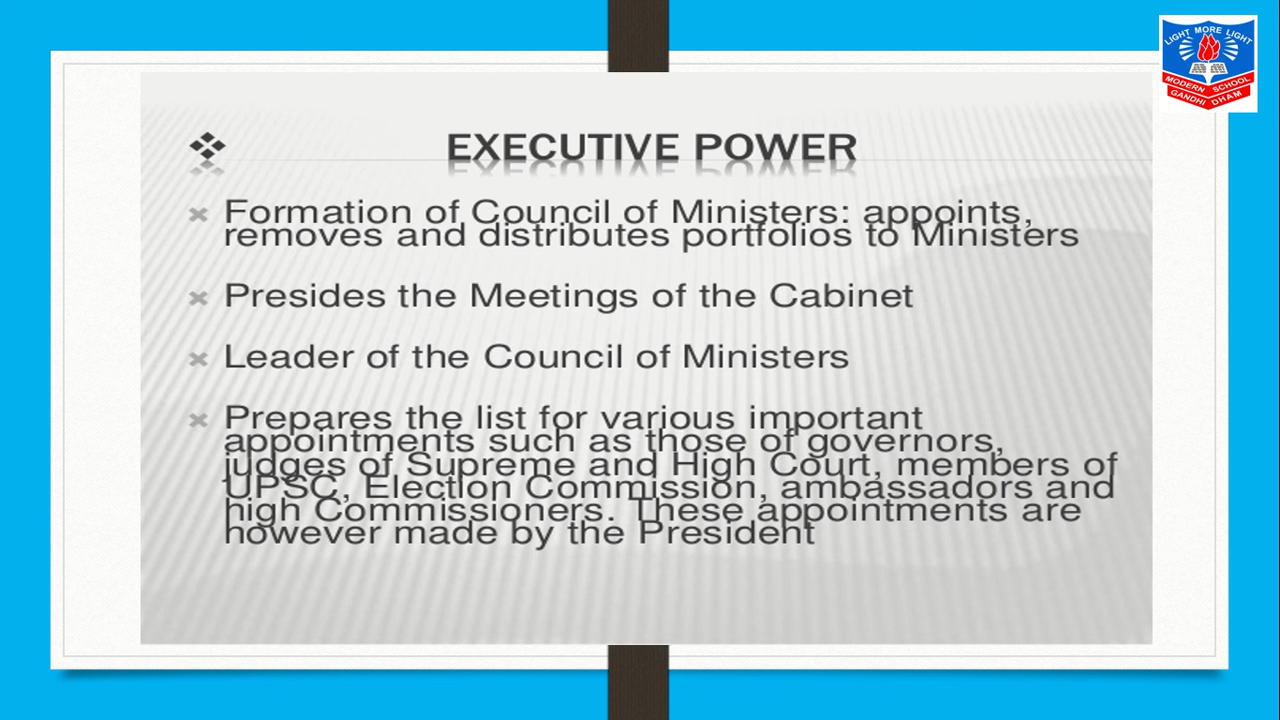 LIGHT MORE LIGHT
MODERN SCHOOL
GANDHI DHAM
EXECUTIVE POWER
Formation of Council of Ministers: appoints,
removes and distributes portfolios to Ministers
Presides the Meetings of the Cabinet
Leader of the Council of Ministers
Prepares the list for various important
appointments such as those of governors,
judges of Supreme and High Court, members of
UPSC, Election Commission, ambassadors and
high Commissioners. These appointments are
however made by the President